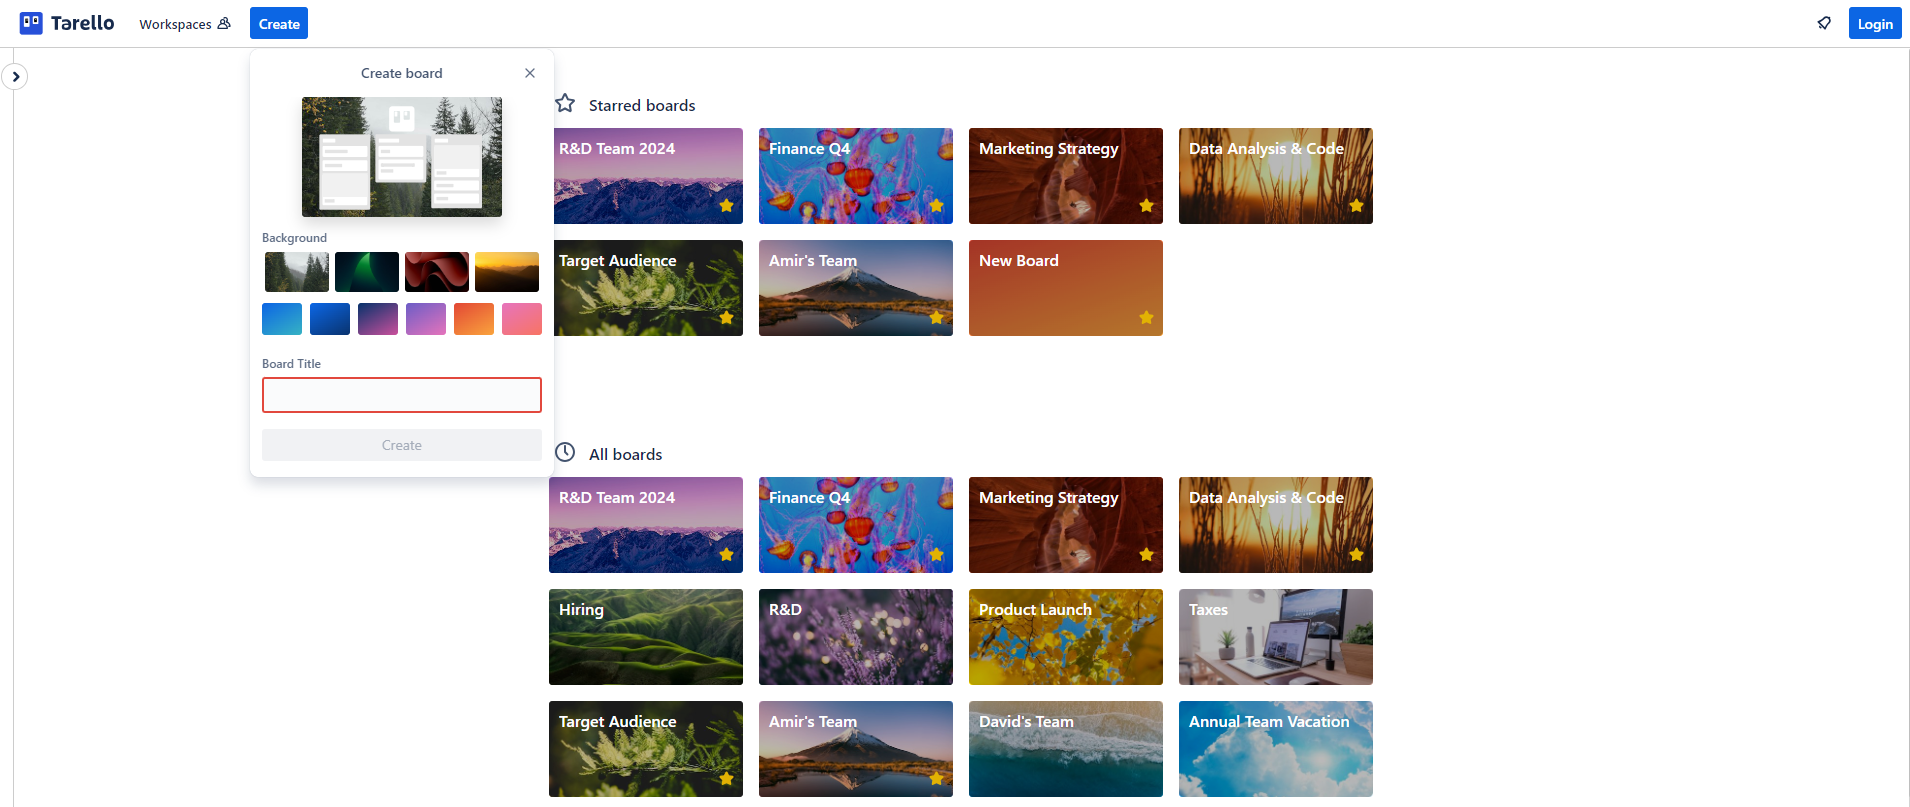 Tarello
Workspaces
Create
Login
Create board
Background
Board Title
Create
Starred boards
R&D Team 2024
Finance Q4
Marketing Strategy
Data Analysis & Code
Target Audience
Amir's Team
New Board
All boards
R&D Team 2024
Finance Q4
Marketing Strategy
Data Analysis & Code
Hiring
R&D
Product Launch
Taxes
Target Audience
Amir's Team
David's Team
Annual Team Vacation